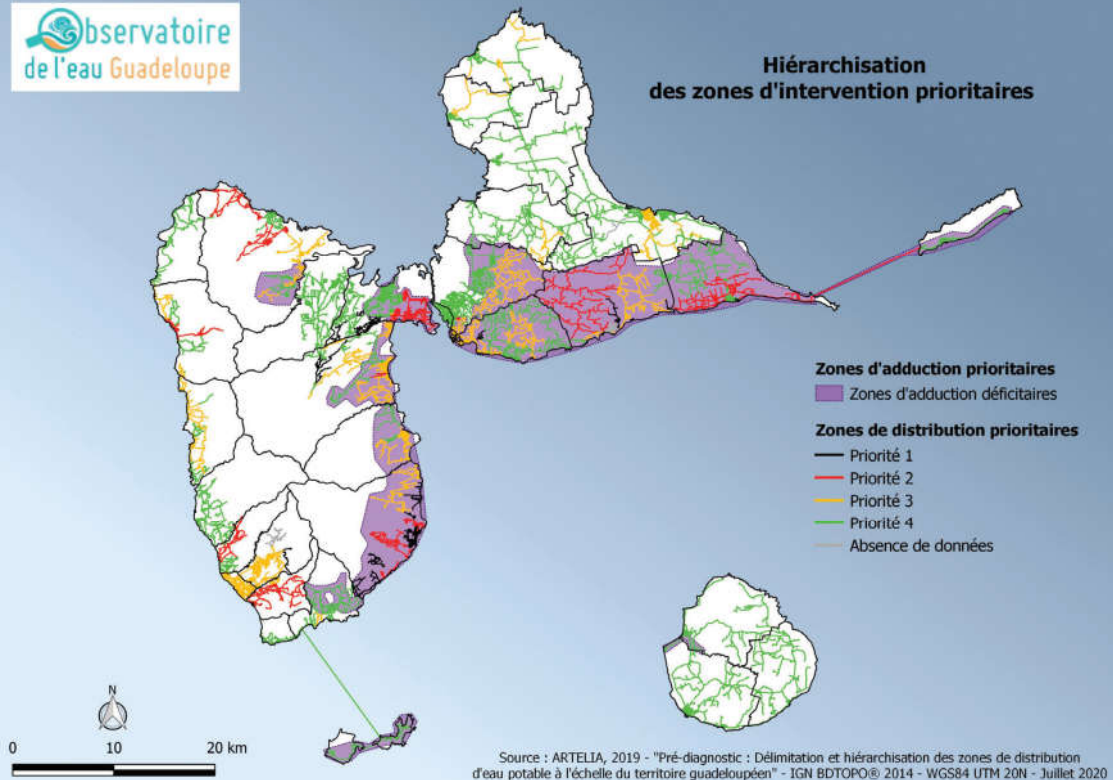 Observatoire
de l'eau Guadeloupe
Hiérarchisation
des zones d'intervention prioritaires
Zones d'adduction prioritaires
Zones d'adduction déficitaires
Zones de distribution prioritaires
Priorité 1
Priorité 2
Priorité 3
Priorité 4
Absence de données
N
0 10 20 km
Source : ARTELIA, 2019 - "Pré-diagnostic : Délimitation et hiérarchisation des zones de distribution
d'eau potable à l'échelle du territoire guadeloupéen" - IGN BDTOPO® 2014 - WGS84 UTM 20N - Juillet 2020